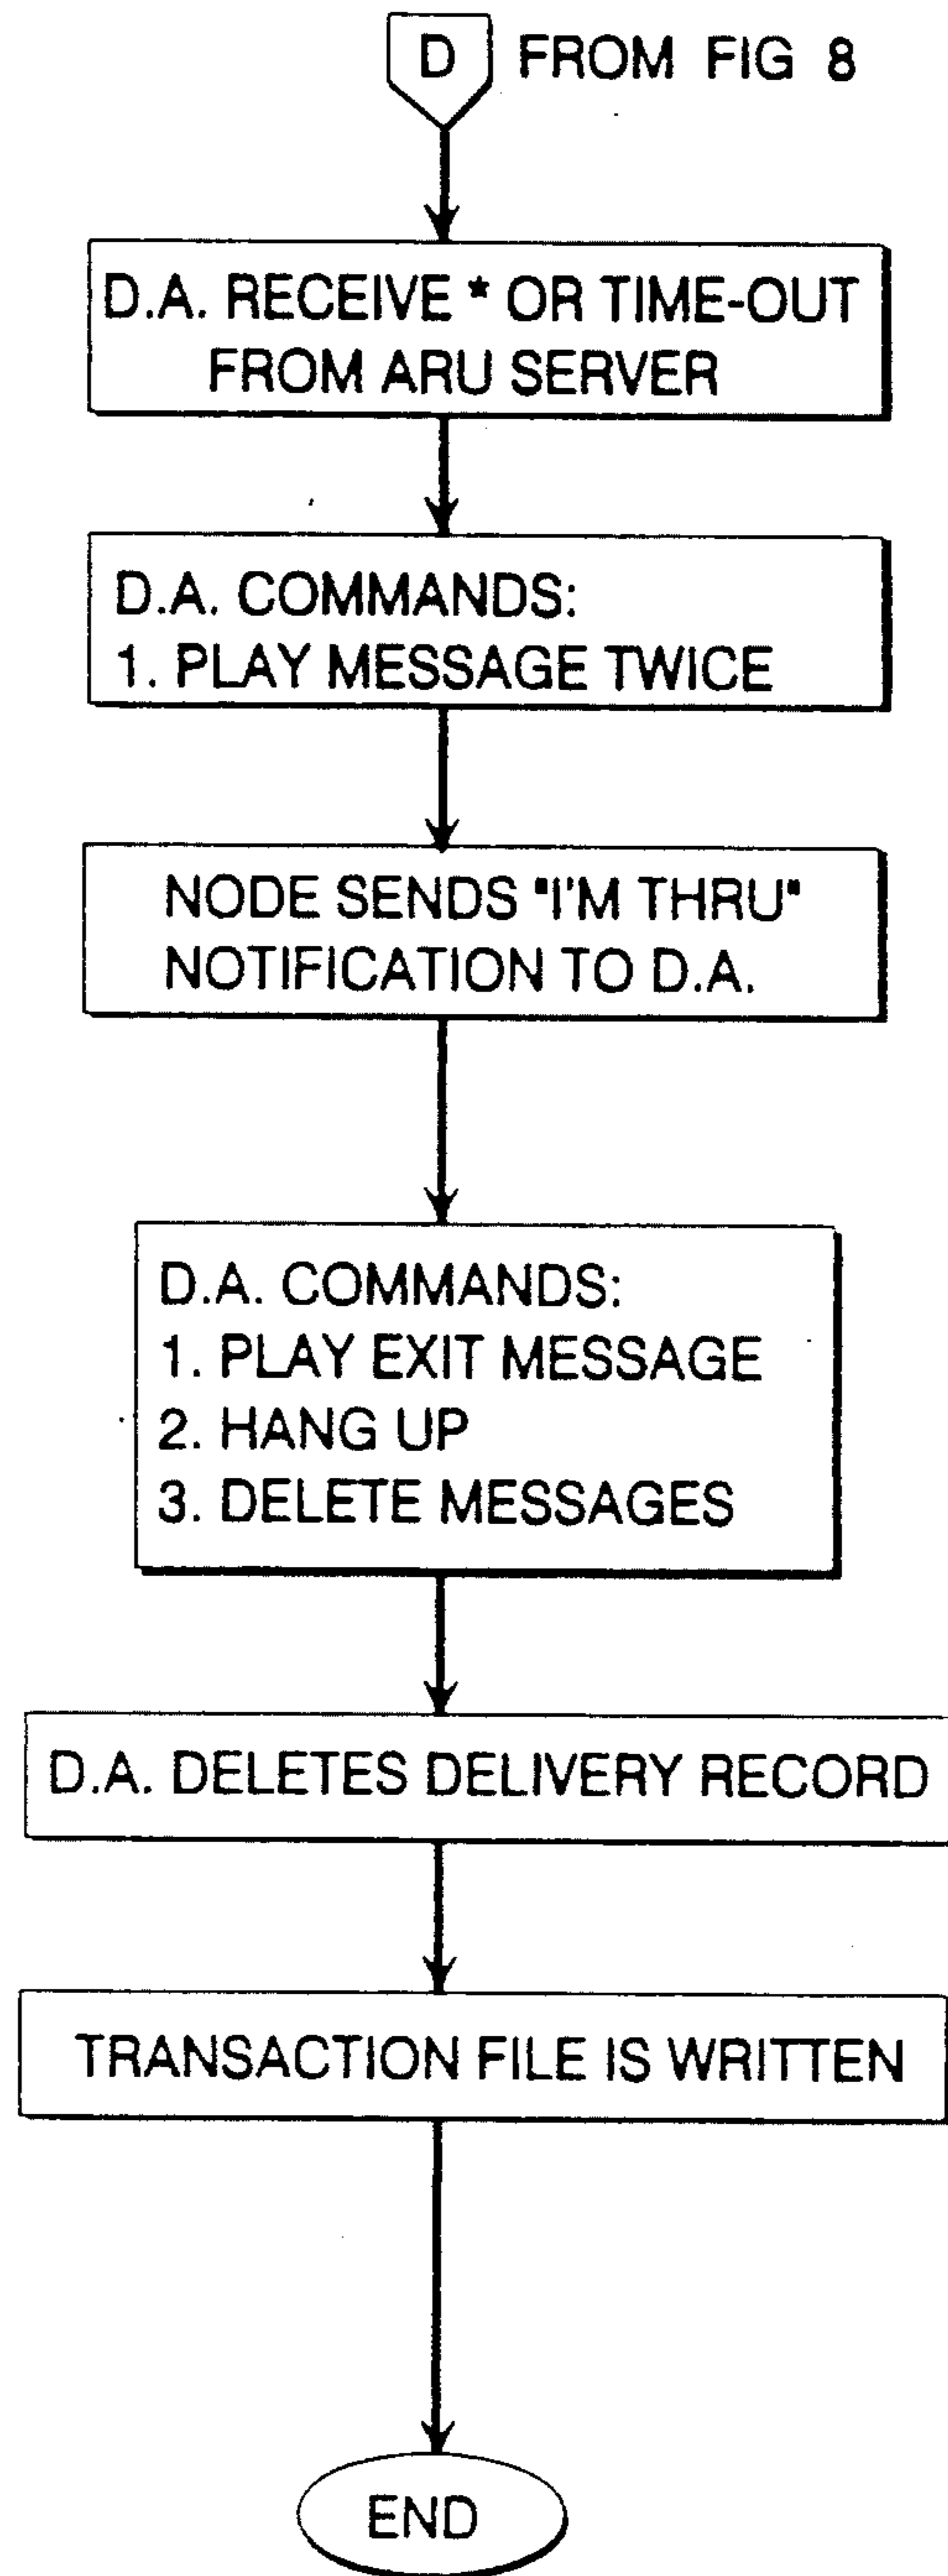 D FROM FIG 8
D.A. RECEIVE * OR TIME-OUT
FROM ARU SERVER
D.A. COMMANDS:
1. PLAY MESSAGE TWICE
NODE SENDS "I'M THRU"
NOTIFICATION TO D.A.
D.A. COMMANDS:
1. PLAY EXIT MESSAGE
2. HANG UP
3. DELETE MESSAGES
D.A. DELETES DELIVERY RECORD
TRANSACTION FILE IS WRITTEN
END